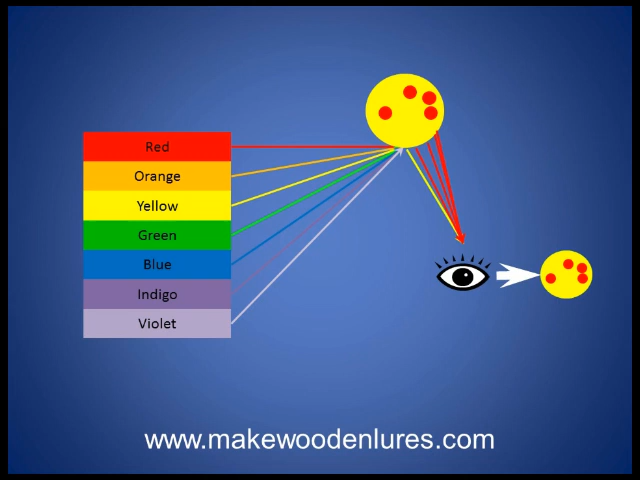 Red
Orange
Yellow
Green
Blue
Indigo
Violet
www.makewoodenlures.com